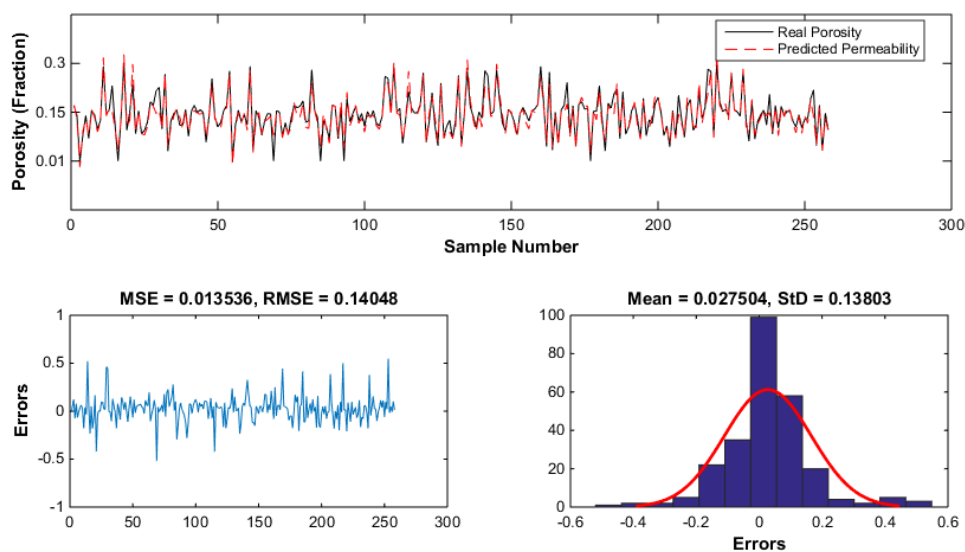 Porosity (Fraction)
0.3
0.15
0.01
Real Porosity
Predicted Permeability
0 50 100 150 200 250 300
Sample Number
MSE = 0.013536, RMSE = 0.14048
Errors
1
0.5
0
-0.5
-1
0 50 100 150 200 250 300
Mean = 0.027504, StD = 0.13803
100
80
60
40
20
0
-0.6 -0.4 -0.2 0 0.2 0.4 0.6
Errors